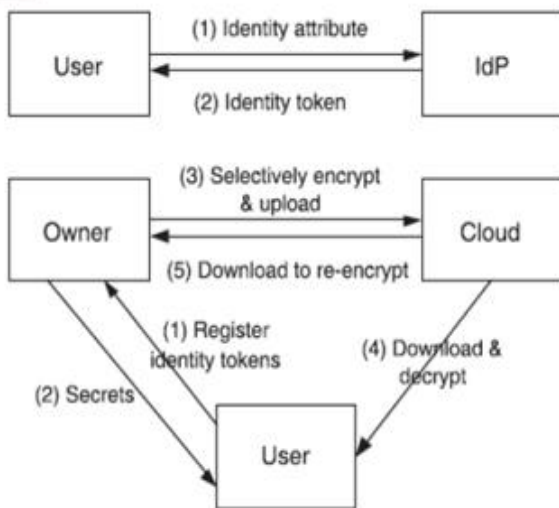 (1) Identity attribute
User
IdP
(2) Identity token
(3) Selectively encrypt
& upload
Owner
Cloud
(5) Download to re-encrypt
(1) Register
identity tokens
(4) Download &
decrypt
(2) Secrets
User